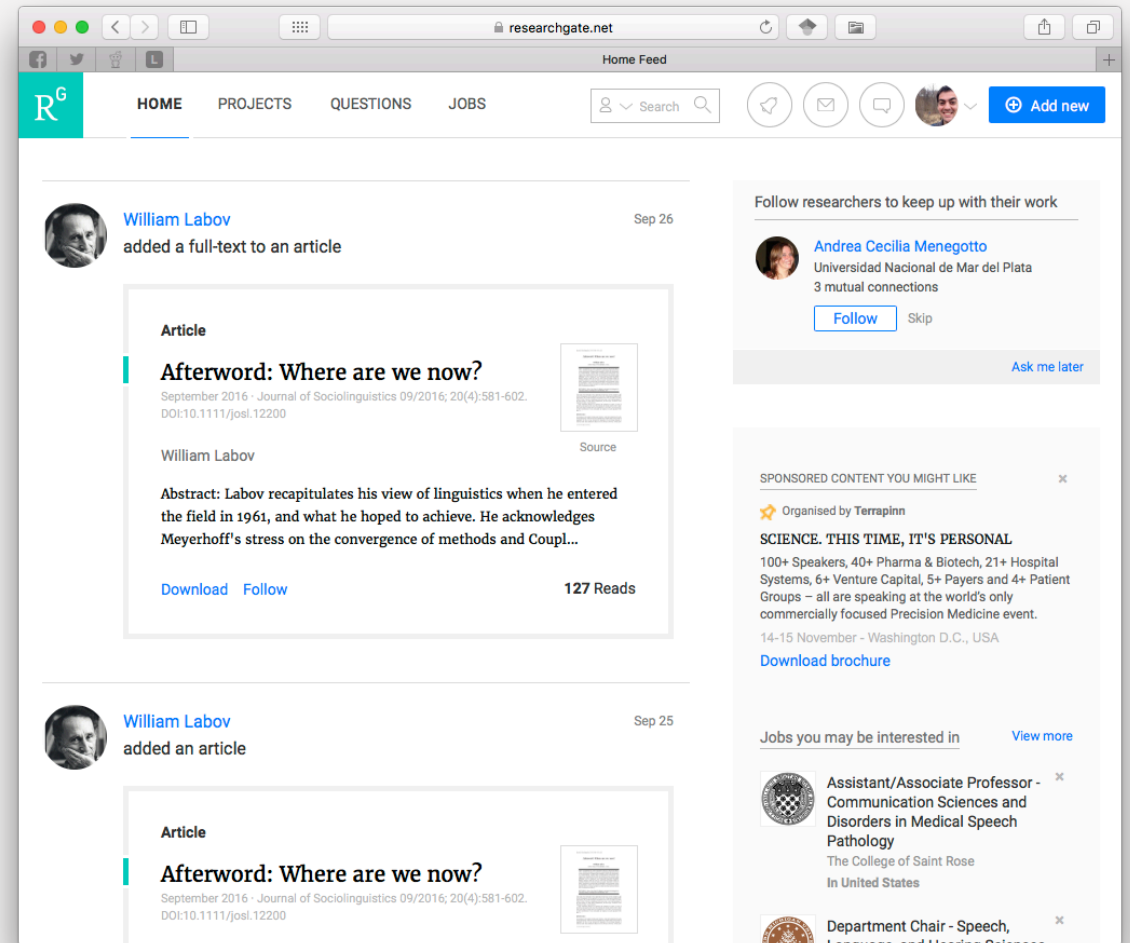 researchgate.net
Home Feed
L
RG
HOME
PROJECTS
QUESTIONS
JOBS
Search
Add new
William Labov
Sep 26
added a full-text to an article
Article
Afterword: Where are we now?
September 2016 · Journal of Sociolinguistics 09/2016; 20(4):581-602.
DOI:10.1111/josl.12200
Source
William Labov
Abstract: Labov recapitulates his view of linguistics when he entered
the field in 1961, and what he hoped to achieve. He acknowledges
Meyerhoff's stress on the convergence of methods and Coupl...
Download Follow
127 Reads
William Labov
Sep 25
added an article
Article
Afterword: Where are we now?
September 2016 · Journal of Sociolinguistics 09/2016; 20(4):581-602.
DOI:10.1111/josl.12200
Follow researchers to keep up with their work
Andrea Cecilia Menegotto
Universidad Nacional de Mar del Plata
3 mutual connections
Follow Skip
Ask me later
SPONSORED CONTENT YOU MIGHT LIKE
Organised by Terrapinn
SCIENCE. THIS TIME, IT'S PERSONAL
100+ Speakers, 40+ Pharma & Biotech, 21+ Hospital
Systems, 6+ Venture Capital, 5+ Payers and 4+ Patient
Groups – all are speaking at the world's only
commercially focused Precision Medicine event.
14-15 November - Washington D.C., USA
Download brochure
Jobs you may be interested in
View more
Assistant/Associate Professor -
Communication Sciences and
Disorders in Medical Speech
Pathology
The College of Saint Rose
In United States
Department Chair - Speech,
Language, and Hearing Sciences